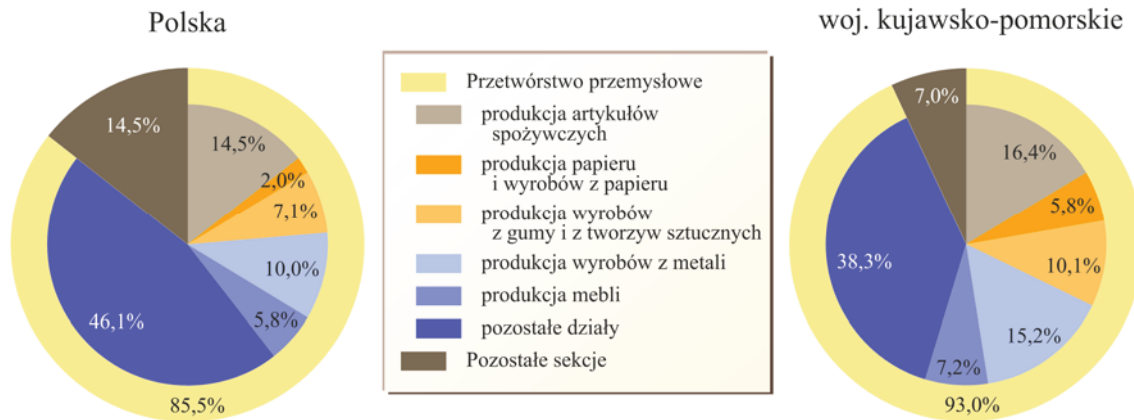 Polska
14,5%
14,5%
2,0%
7,1%
10,0%
5,8%
46,1%
85,5%
Przetwórstwo przemysłowe
produkcja artykułów
spożywczych
produkcja papieru
i wyrobów z papieru
produkcja wyrobów
z gumy i z tworzyw sztucznych
produkcja wyrobów z metali
produkcja mebli
pozostałe działy
Pozostałe sekcje
woj. kujawsko-pomorskie
7,0%
16,4%
5,8%
10,1%
15,2%
7,2%
38,3%
93,0%